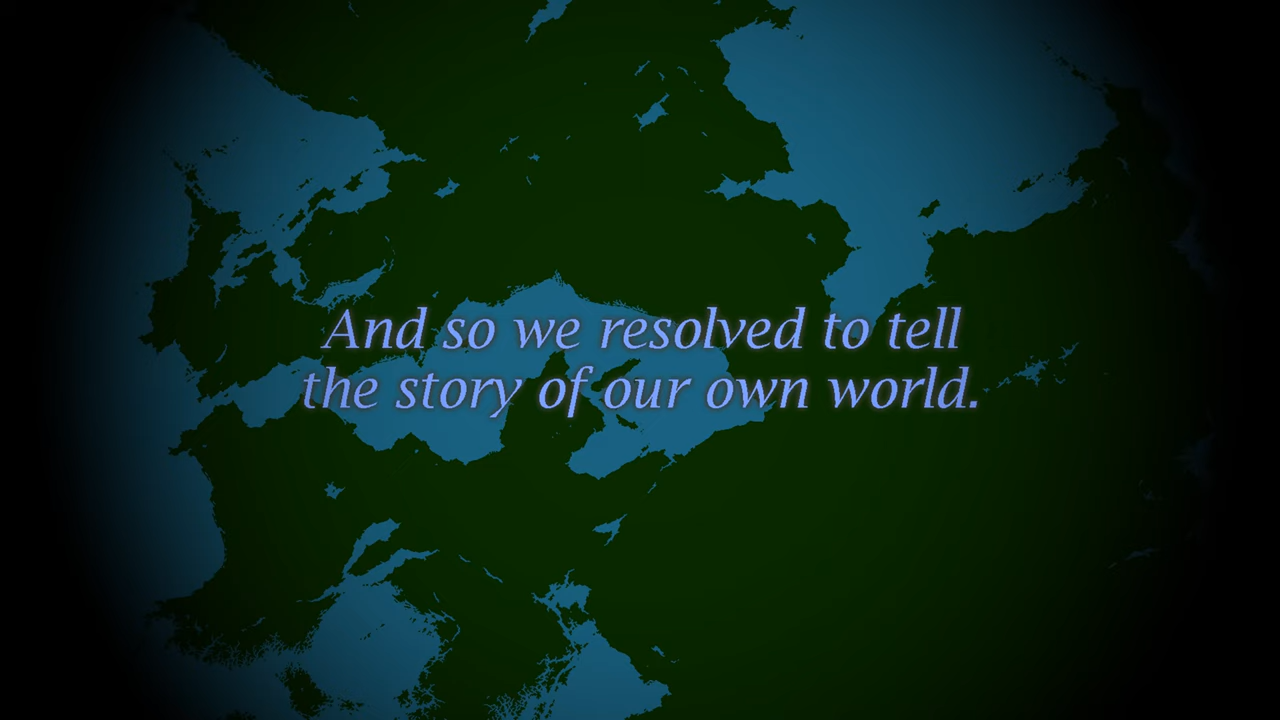 And so we resolved to tell
the story of our own world.